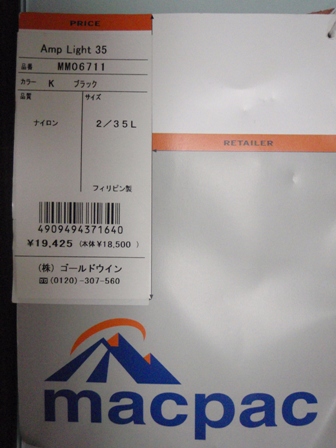 PRICE
Amp Light 35
品番 MM06711
カラー K ブラック
品質 サイズ
ナイロン 2／35L
フィリピン製
4909494371640
¥19,425 (本体¥18,500)
(株) ゴールドウイン
☎(0120)-307-560
RETAILER
macpac